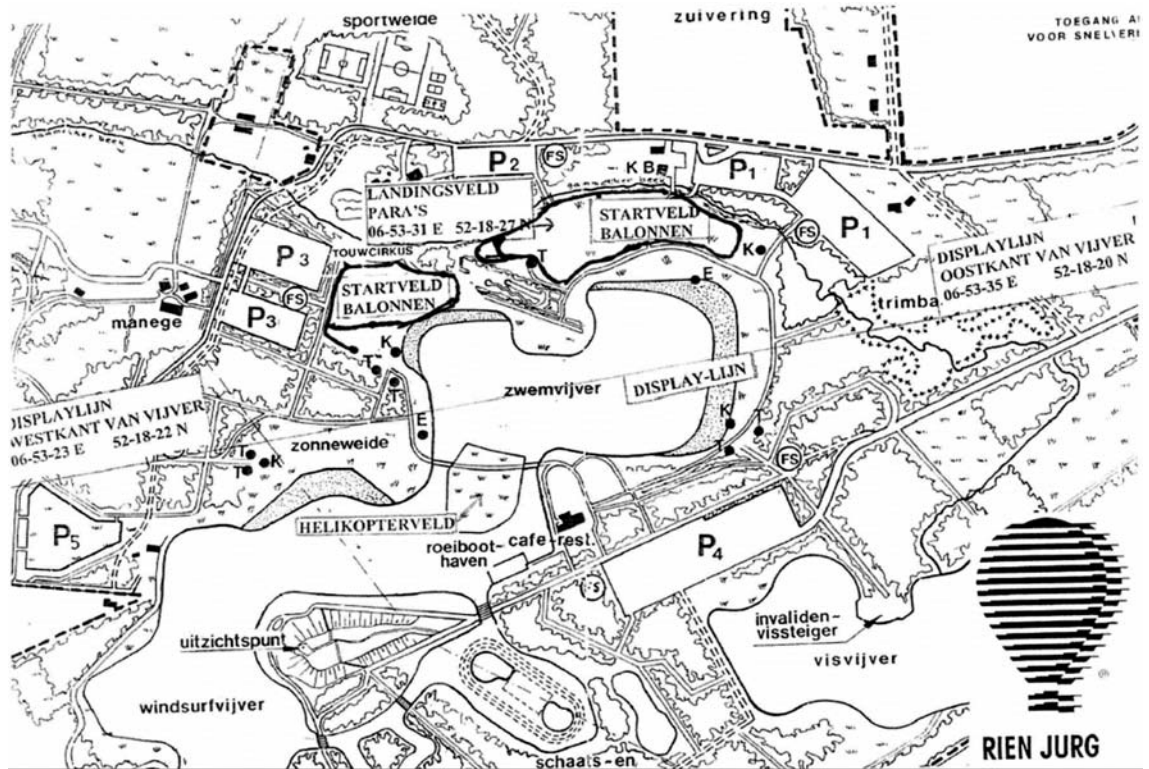 sportweide
zuivering
VOOR SNELVER
P2
FS
K B
P1
LANDINGSVELD
PARA'S
06-53-31 E 52-18-27 N
STARTVELD
BALONNEN
FS
P1
DISPLAYLIJN
OOSTKANT VAN VIJVER
06-53-35 E 52-18-20 N
TOUWCIRKUS
T
K
P3
FS
STARTVELD
BALONNEN
E
trimba
manege
P3
K
T
T
zwemvijver
DISPLAY-LIJN
DISPLAYLIJN
WESTKANT VAN VIJVER
06-53-23 E 52-18-22 N
zonneweide
E
K
T
T
FS
T
K
T
P5
HELIKOPTERVELD
roeiboot-
haven
cafe-rest.
P4
FS
uitzichtspunt
invaliden-
vissteiger
visvijver
windsurfvijver
schaats-en
RIEN JURG